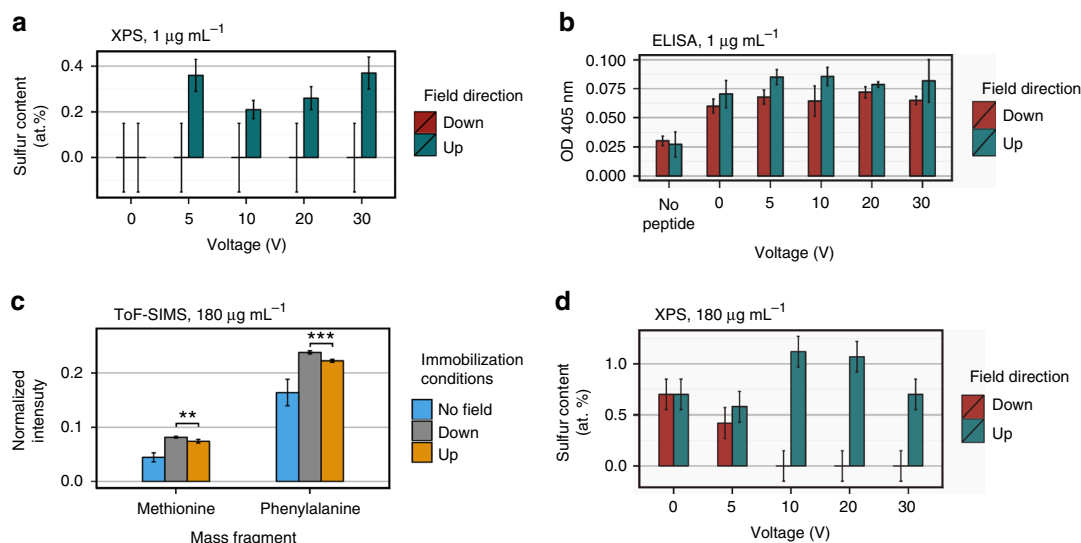 a
XPS, 1 µg mL⁻¹
Sulfur content
(at. %)
0.4
0.2
0.0
0 5 10 20 30
Voltage (V)
Field direction
Down
Up
b
ELISA, 1 µg mL⁻¹
OD 405 nm
0.100
0.075
0.050
0.025
0.000
No
peptide
0 5 10 20 30
Voltage (V)
Field direction
Down
Up
c
ToF-SIMS, 180 µg mL⁻¹
Normalized
intensuty
0.2
0.1
0.0
**
***
Methionine Phenylalanine
Mass fragment
Immobilization
conditions
No field
Down
Up
d
XPS, 180 µg mL⁻¹
Sulfur content
(at. %)
1.0
0.5
0.0
0 5 10 20 30
Voltage (V)
Field direction
Down
Up